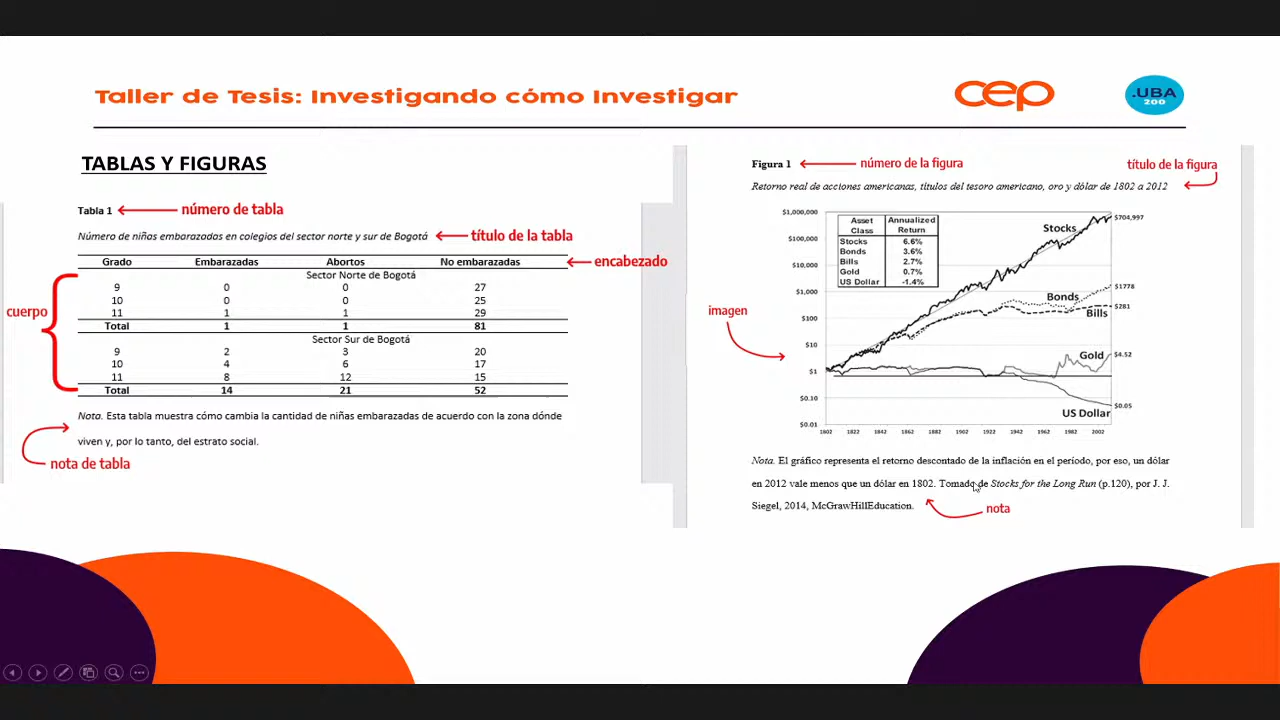 Taller de Tesis: Investigando cómo Investigar
cep
.UBA
200
TABLAS Y FIGURAS
Tabla 1
número de tabla
Número de niñas embarazadas en colegios del sector norte y sur de Bogotá
título de la tabla
Grado Embarazadas Abortos No embarazadas
encabezado
Sector Norte de Bogotá
9 0 0 27
10 0 0 25
11 1 1 29
Total 1 1 81
cuerpo
Sector Sur de Bogotá
9 2 3 20
10 4 6 17
11 8 12 15
Total 14 21 52
Nota. Esta tabla muestra cómo cambia la cantidad de niñas embarazadas de acuerdo con la zona dónde
viven y, por lo tanto, del estrato social.
nota de tabla
Figura 1
número de la figura
título de la figura
Retorno real de acciones americanas, títulos del tesoro americano, oro y dólar de 1802 a 2012
imagen
$1,000,000
$100,000
$10,000
$1,000
$100
$10
$1
$0.10
$0.01
Asset Class Annualized Return
Stocks 6.6%
Bonds 3.6%
Bills 2.7%
Gold 0.7%
US Dollar -1.4%
Stocks
$704,997
Bonds
$1778
Bills
$281
Gold
$4.52
US Dollar
$0.05
1802 1822 1842 1862 1882 1902 1922 1942 1962 1982 2002
Nota. El gráfico representa el retorno descontado de la inflación en el período, por eso, un dólar
en 2012 vale menos que un dólar en 1802. Tomado de Stocks for the Long Run (p.120), por J. J.
Siegel, 2014, McGrawHillEducation.
nota